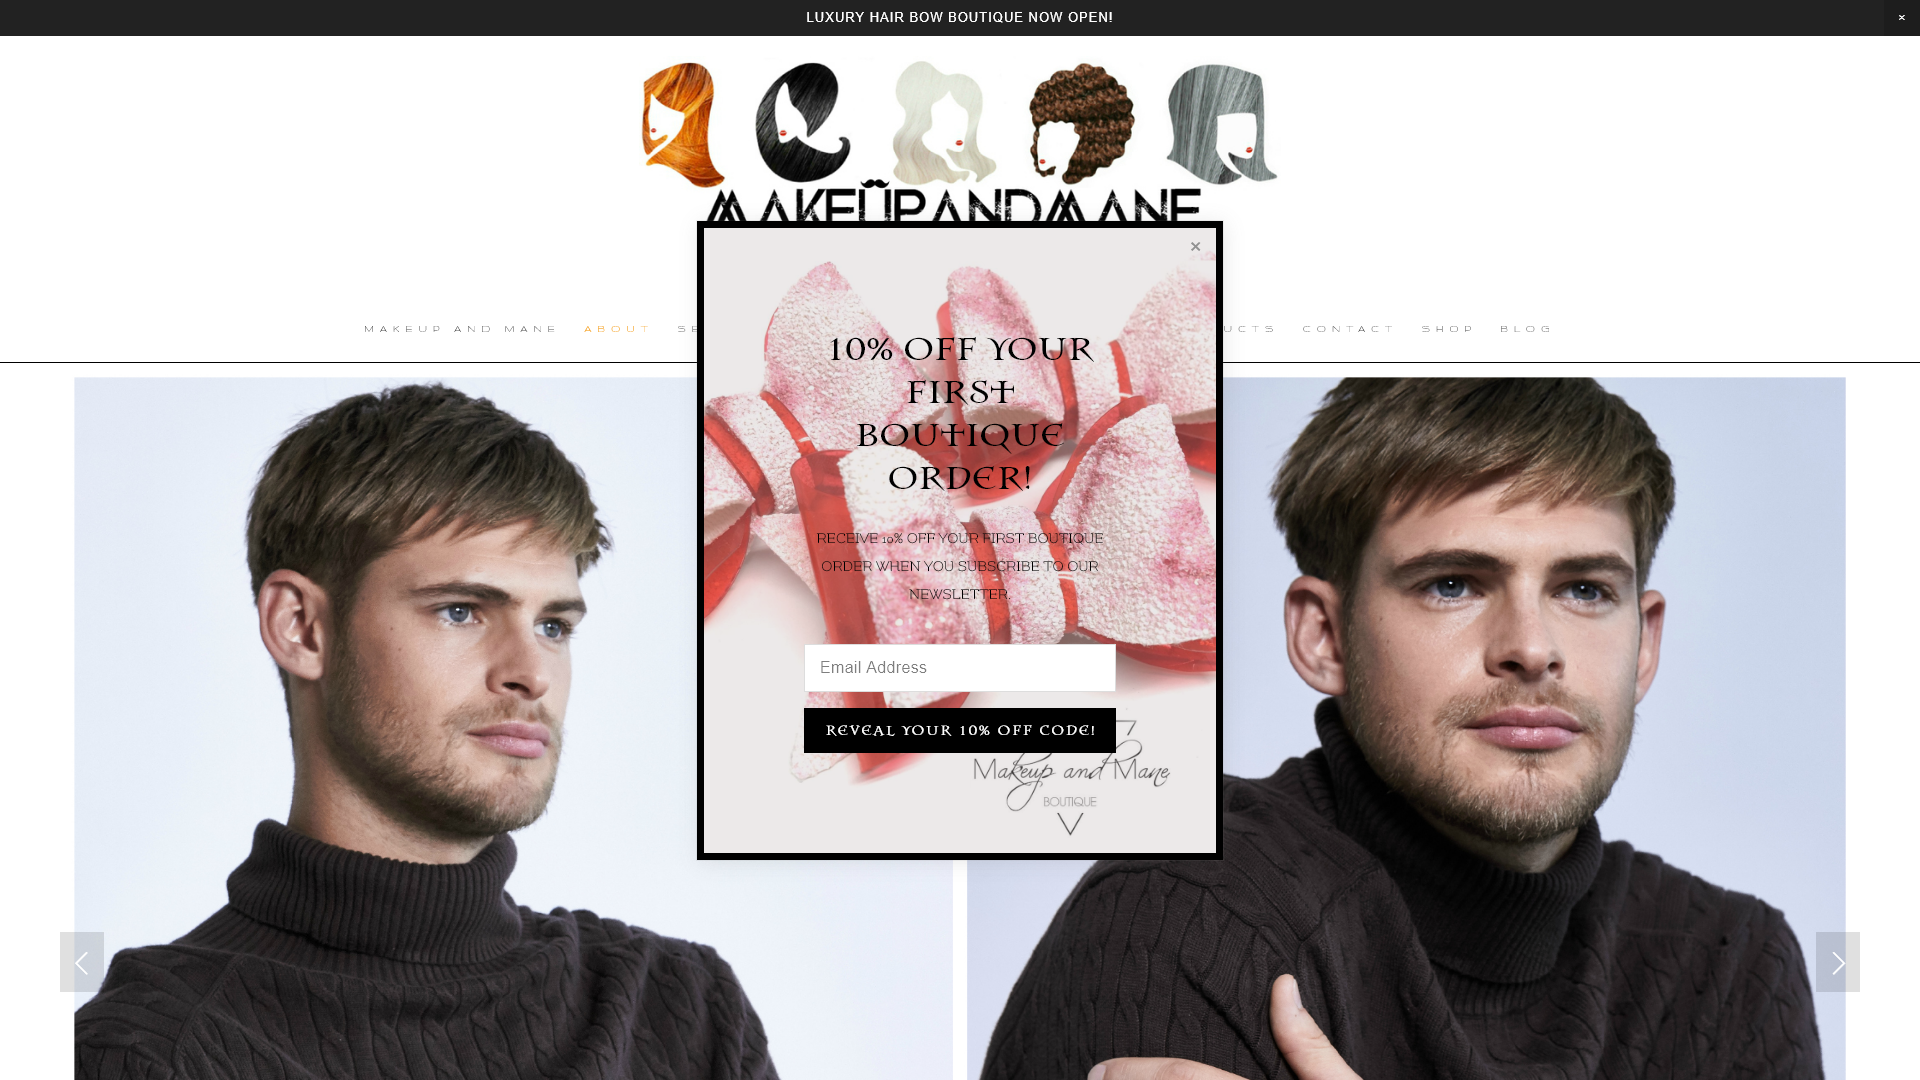 LUXURY HAIR BOW BOUTIQUE NOW OPEN!
×
MAKEÜPANDMANE
×
MAKEUP AND MANE ABOUT CONTACT SHOP BLOG
10% OFF YOUR
FIRST
BOUTIQUE
ORDER!
RECEIVE 10% OFF YOUR FIRST BOUTIQUE
ORDER WHEN YOU SUBSCRIBE TO OUR
NEWSLETTER.
Email Address
REVEAL YOUR 10% OFF CODE!
Makeup and Mane
BOUTIQUE